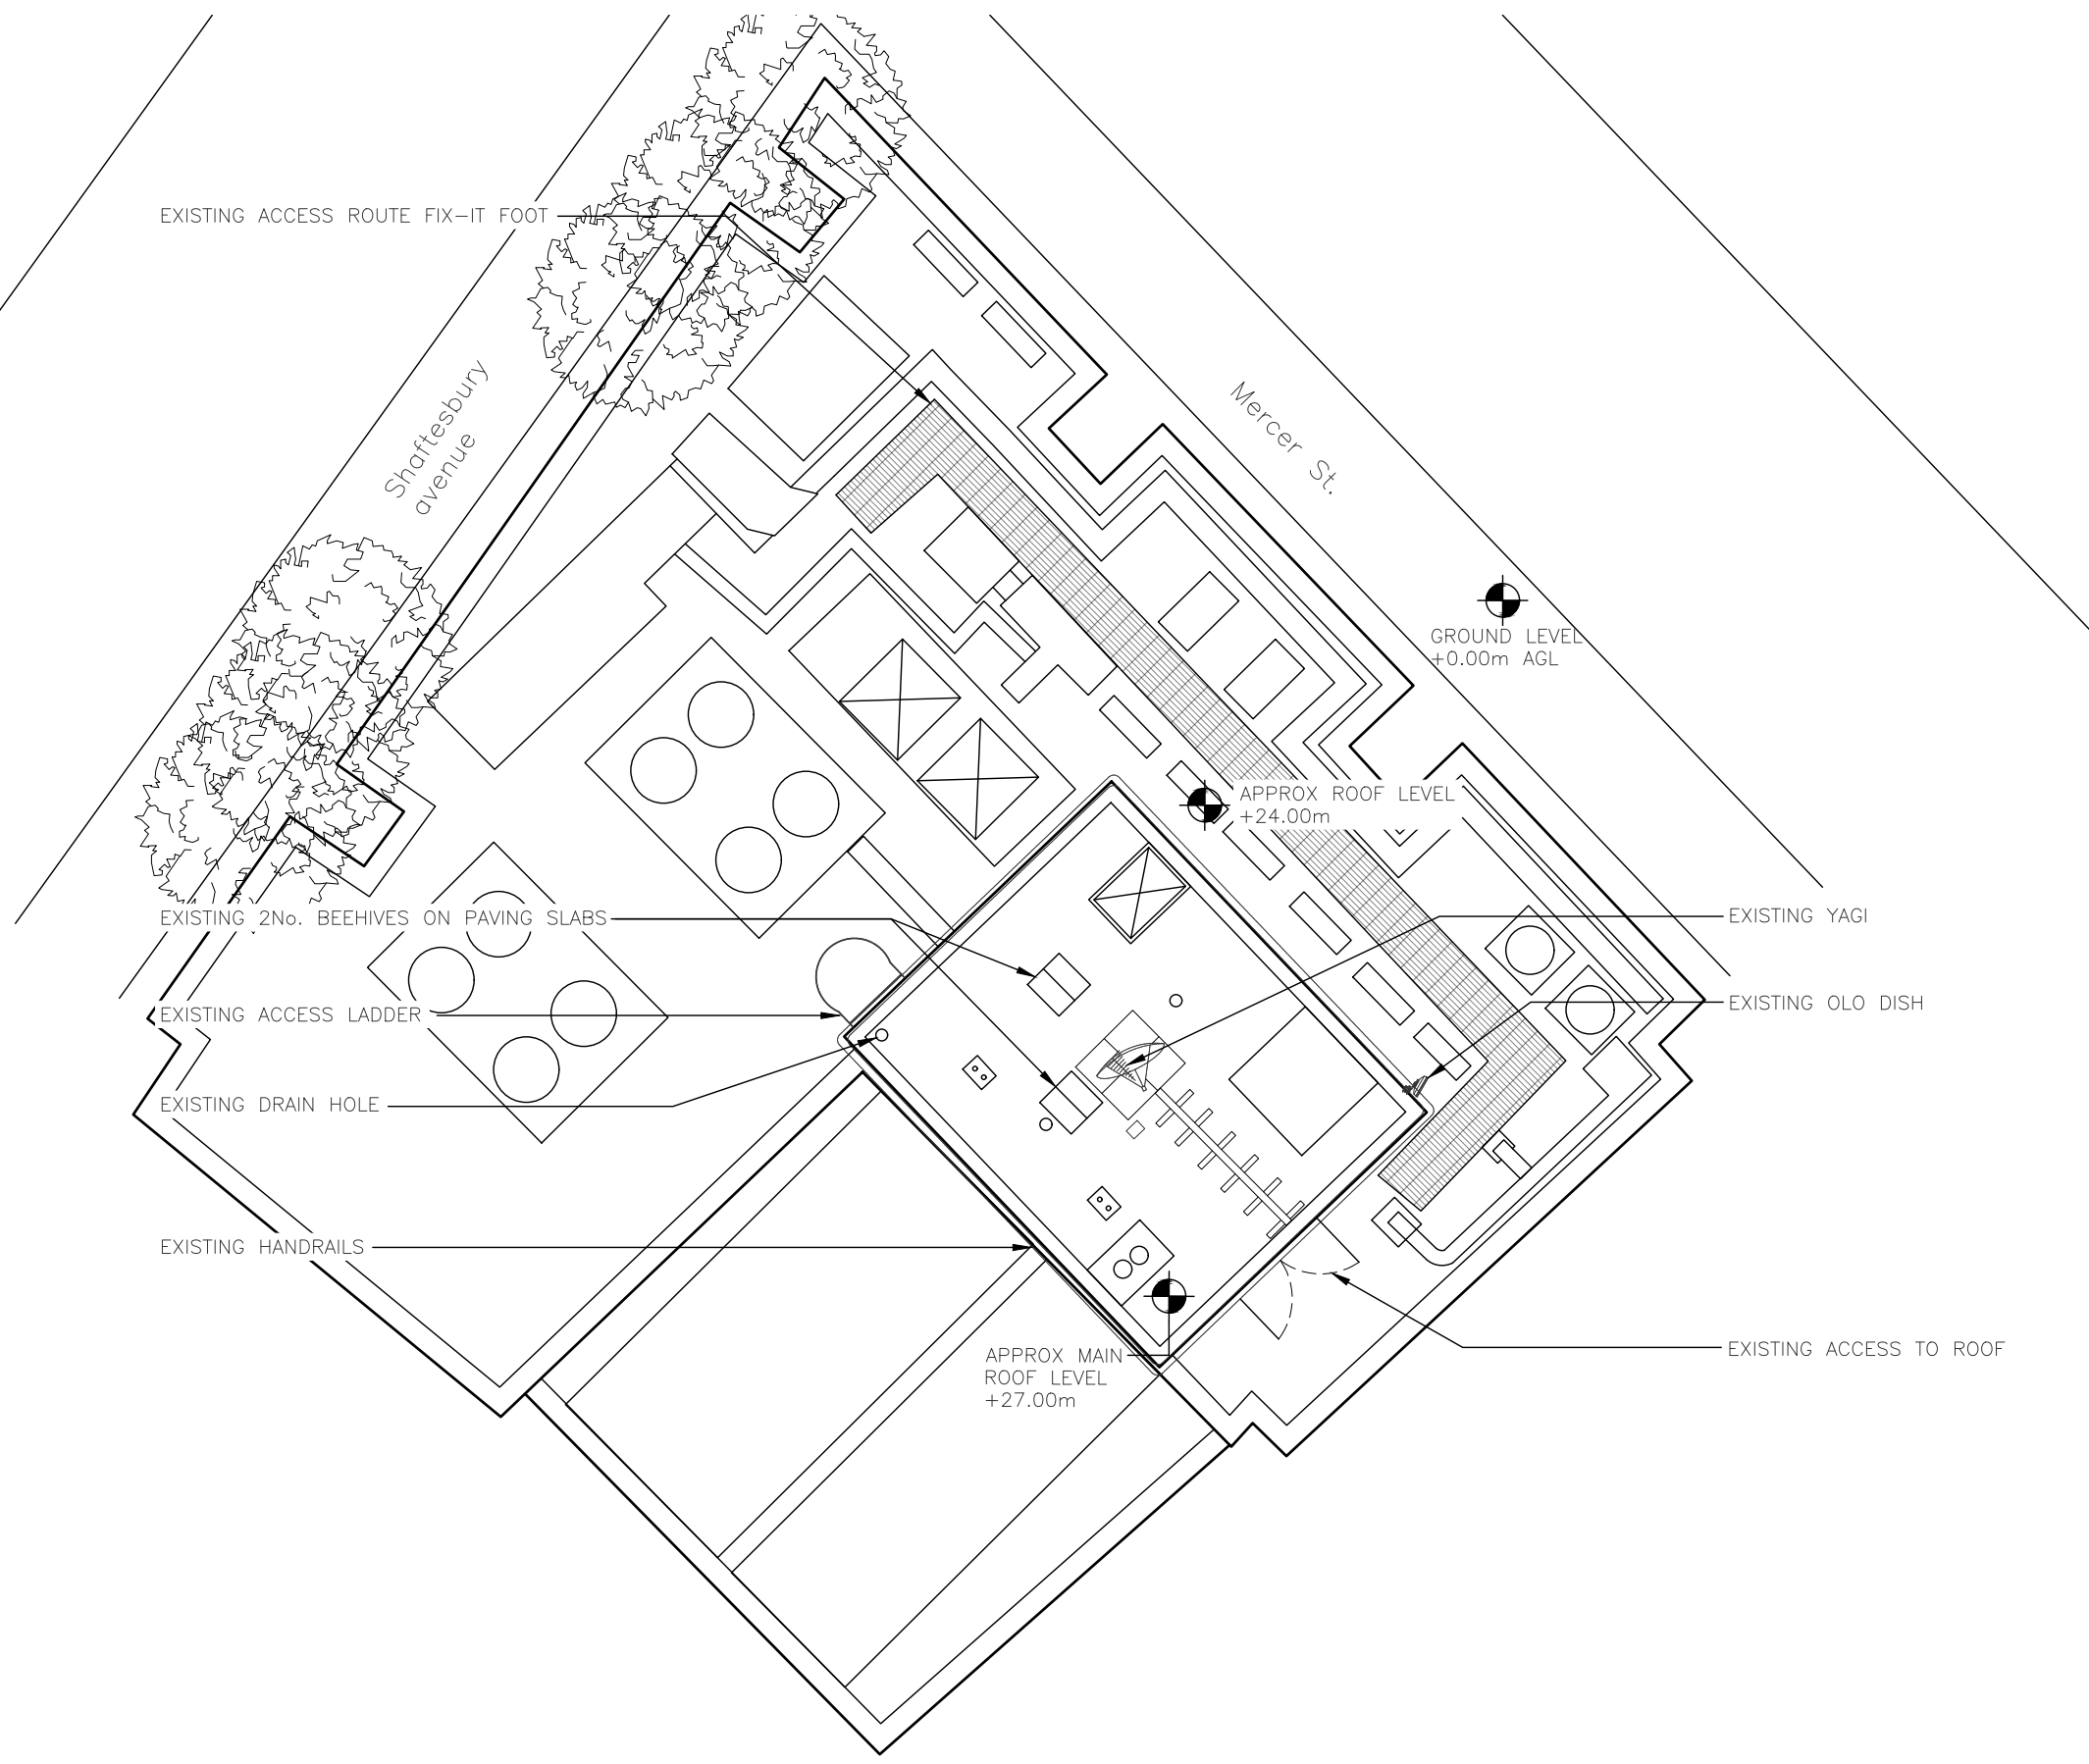 EXISTING ACCESS ROUTE FIX-IT FOOT
Shaftesbury
avenue
Mercer St.
GROUND LEVEL
+0.00m AGL
APPROX ROOF LEVEL
+24.00m
EXISTING 2No. BEEHIVES ON PAVING SLABS
EXISTING YAGI
EXISTING OLO DISH
EXISTING ACCESS LADDER
EXISTING DRAIN HOLE
EXISTING HANDRAILS
EXISTING ACCESS TO ROOF
APPROX MAIN
ROOF LEVEL
+27.00m